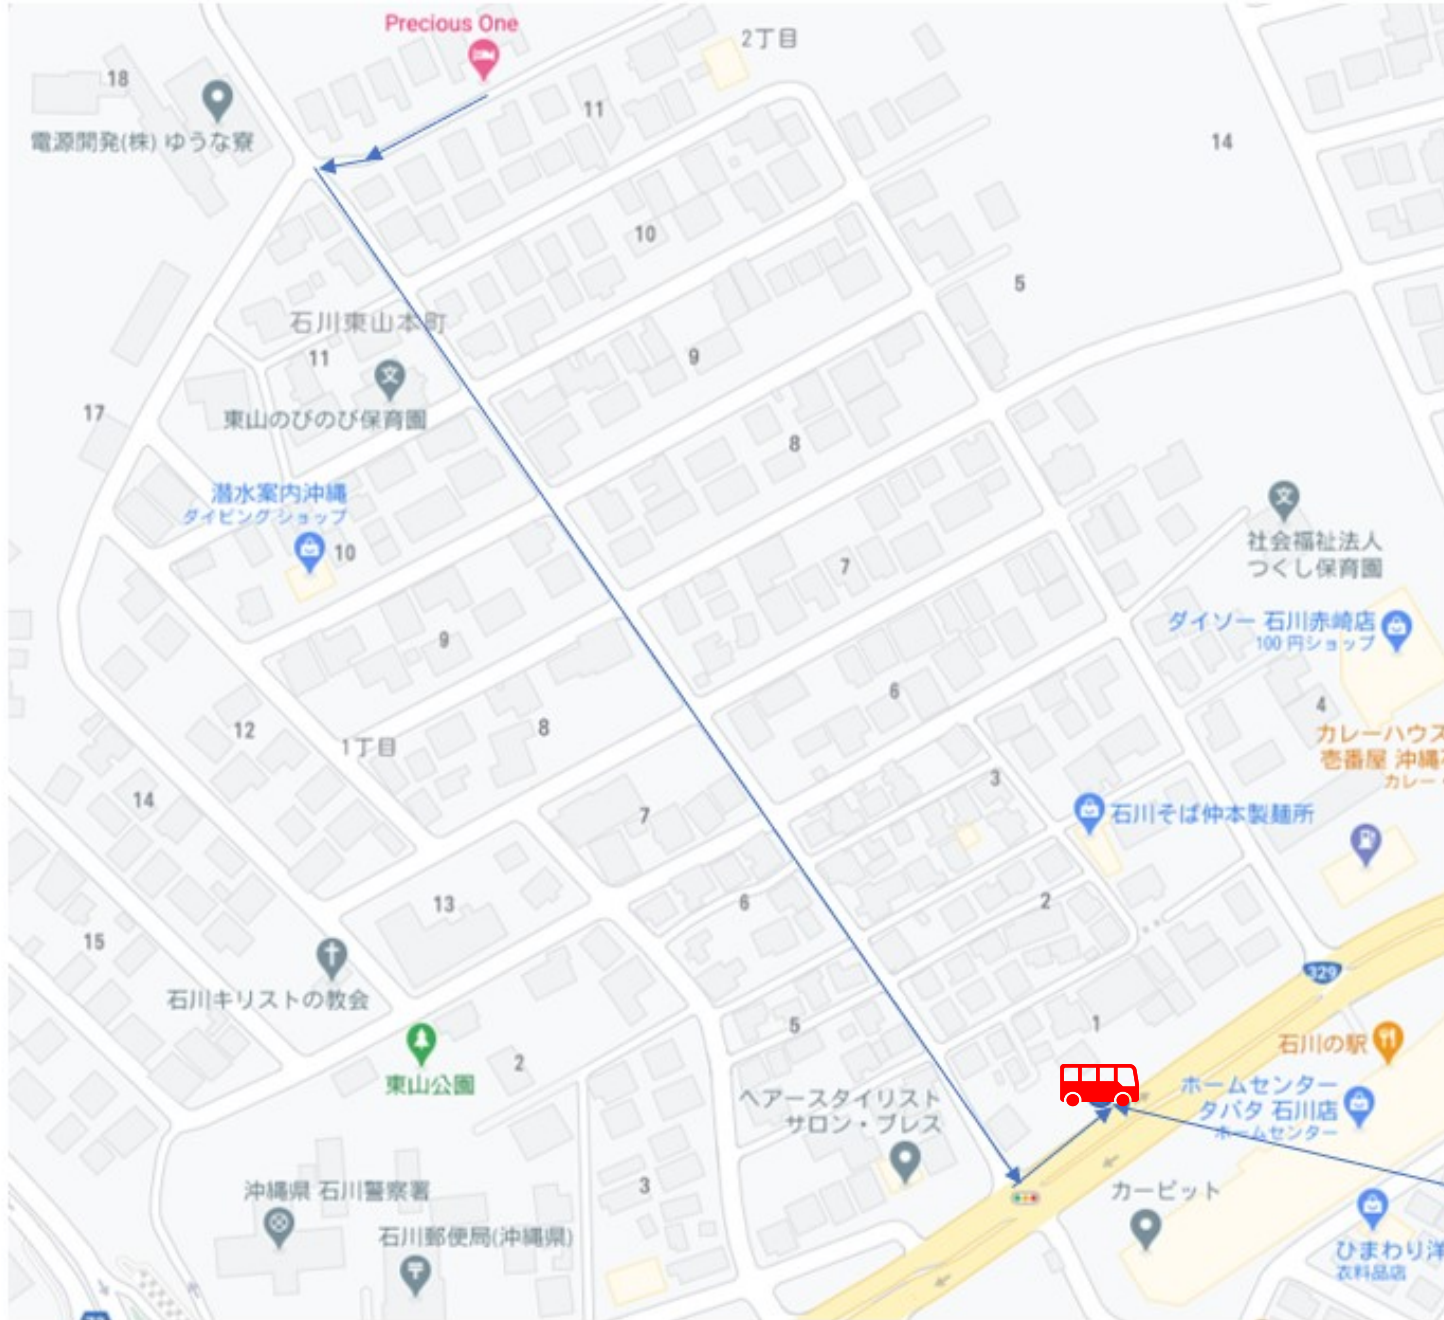 Precious One
2丁目
18
電源開発(株) ゆうな寮
11
14
10
5
石川東山本町
11
9
東山のびのび保育園
17
8
潜水案内沖縄
ダイビング ショップ
10
社会福祉法人
つくし保育園
7
ダイソー 石川赤崎店
100 円ショップ
9
6
4
12
8
1丁目
カレーハウス
壱番屋 沖縄
カレー
3
14
7
石川そば仲本製麺所
13
6
2
15
329
石川キリストの教会
5
1
石川の駅
2
東山公園
ヘアースタイリスト
サロン・ブレス
ホームセンター
タバタ 石川店
ホームセンター
沖縄県 石川警察署
3
カービット
石川郵便局(沖縄県)
ひまわり洋
衣料品店